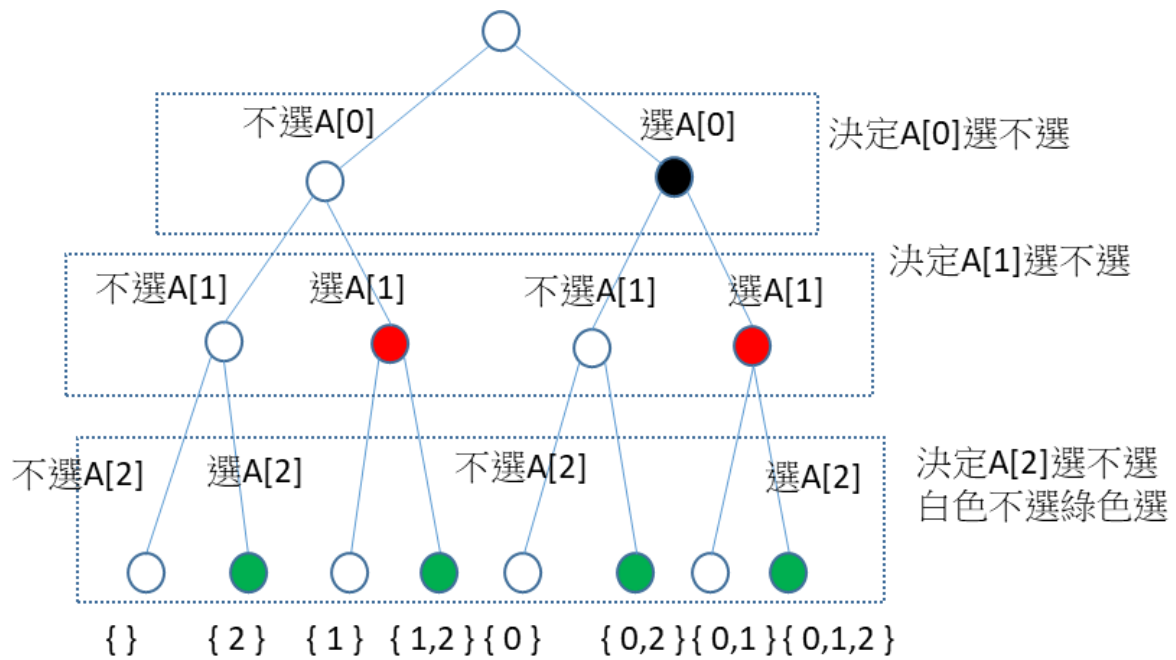 不選A[0]
選A[0]
決定A[0]選不選
不選A[1]
選A[1]
不選A[1]
選A[1]
決定A[1]選不選
不選A[2]
選A[2]
不選A[2]
選A[2]
決定A[2]選不選
白色不選綠色選
{ }
{ 2 }
{ 1 }
{ 1,2 }
{ 0 }
{ 0,2 }
{ 0,1 }
{ 0,1,2 }